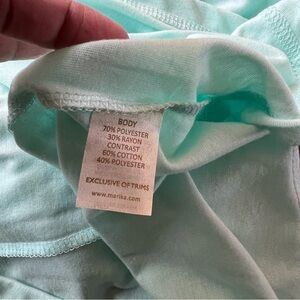 BODY
70% POLYESTER
30% RAYON
CONTRAST
60% COTTON
40% POLYESTER
EXCLUSIVE OF TRIMS
www.marika.com